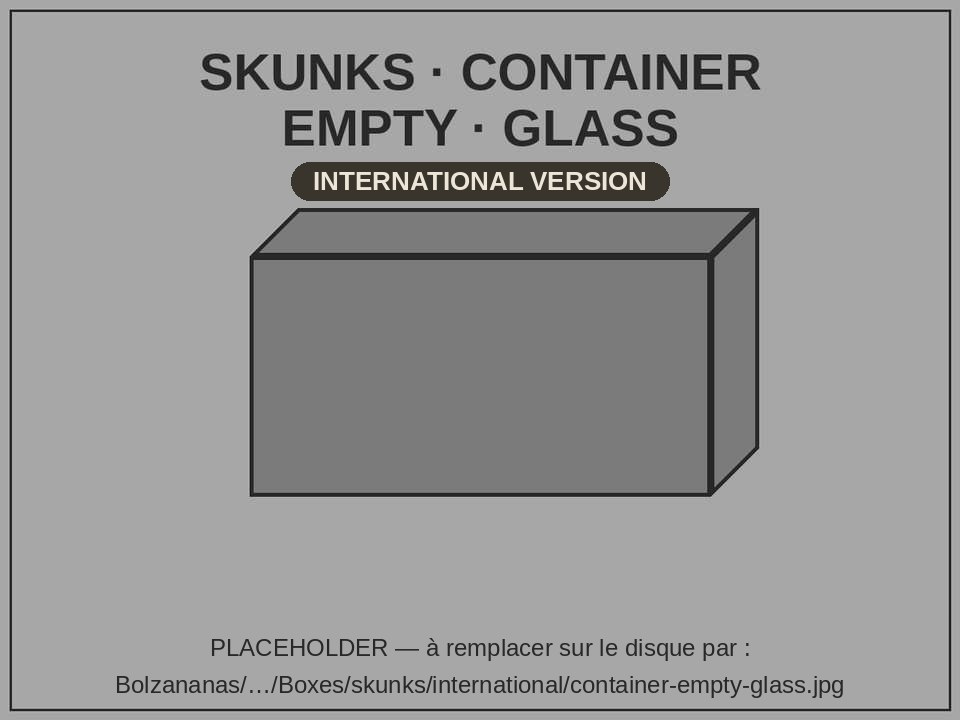 SKUNKS · CONTAINER
EMPTY · GLASS
INTERNATIONAL VERSION
PLACEHOLDER — à remplacer sur le disque par :
Bolzananas/…/Boxes/skunks/international/container-empty-glass.jpg